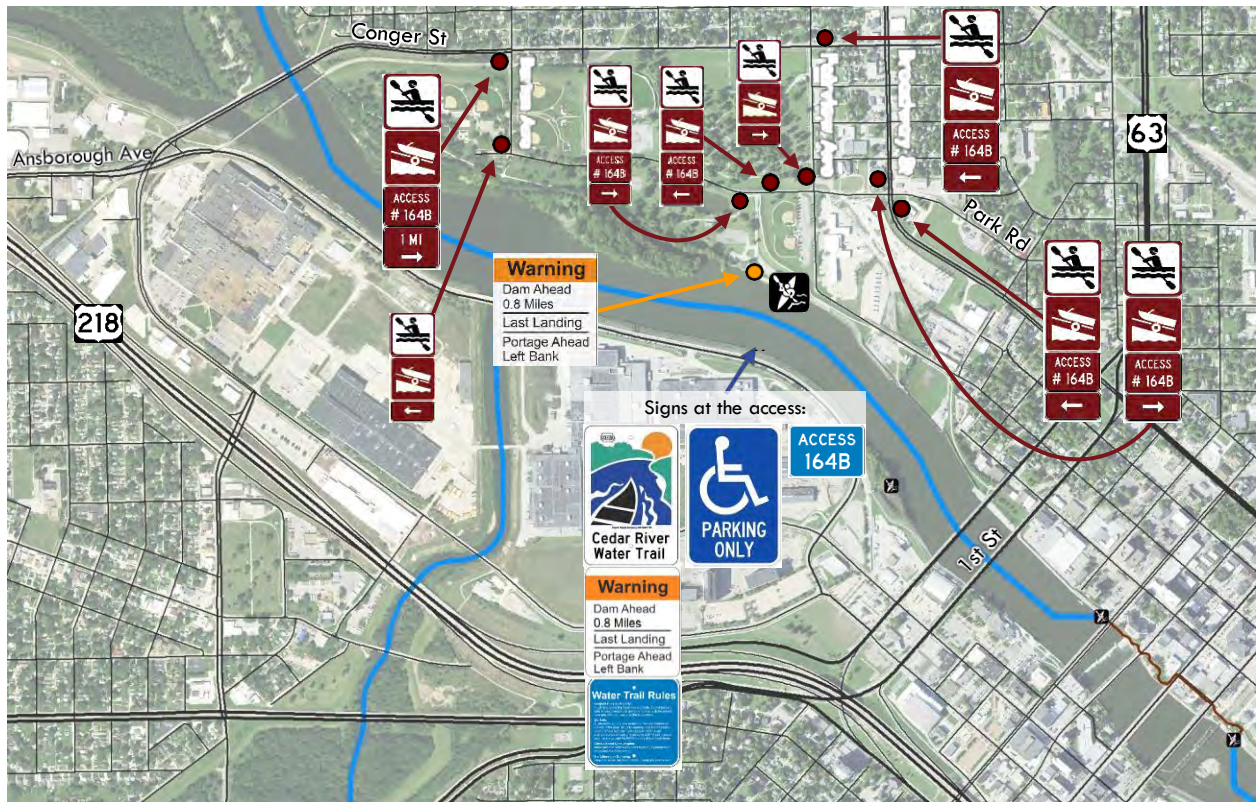 Conger St
Ansborough Ave
218
63
Park Rd
1st St
ACCESS
# 164B
1 MI
ACCESS
# 164B
ACCESS
# 164B
ACCESS
# 164B
ACCESS
# 164B
ACCESS
# 164B
Warning
Dam Ahead
0.8 Miles
Last Landing
Portage Ahead
Left Bank
Signs at the access:
Cedar River
Water Trail
PARKING
ONLY
ACCESS
164B
Warning
Dam Ahead
0.8 Miles
Last Landing
Portage Ahead
Left Bank
Water Trail Rules